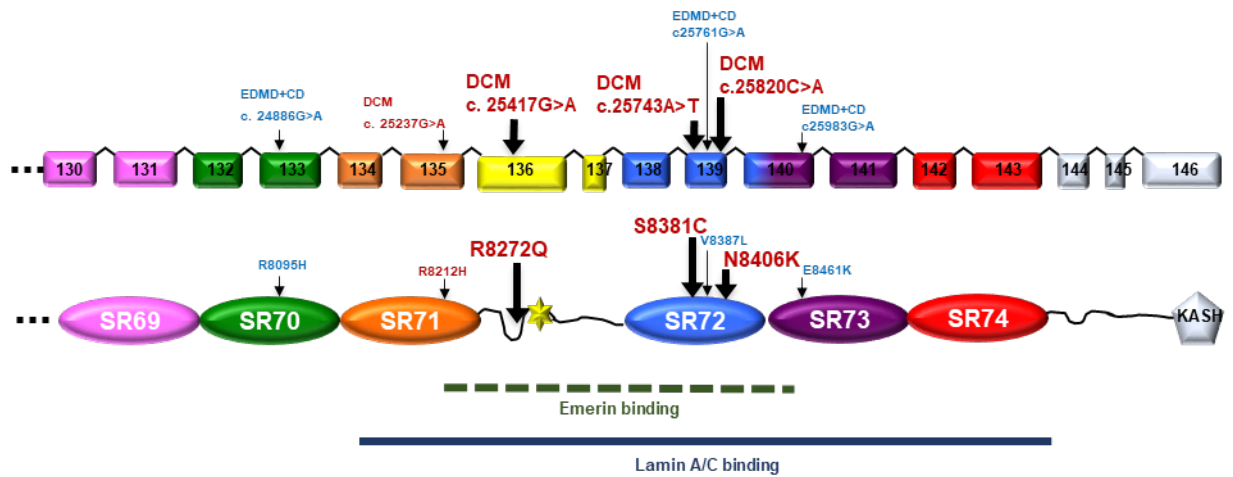 EDMD+CD
c25761G>A
DCM
c. 25417G>A
DCM
c.25743A>T
DCM
c.25820C>A
EDMD+CD
c. 24886G>A
DCM
c. 25237G>A
EDMD+CD
c25983G>A
... 130 131 132 133 134 135 136 137 138 139 140 141 142 143 144 145 146
R8095H
R8212H
R8272Q
S8381C
V8387L
N8406K
E8461K
... SR69 SR70 SR71 SR72 SR73 SR74 KASH
Emerin binding
Lamin A/C binding